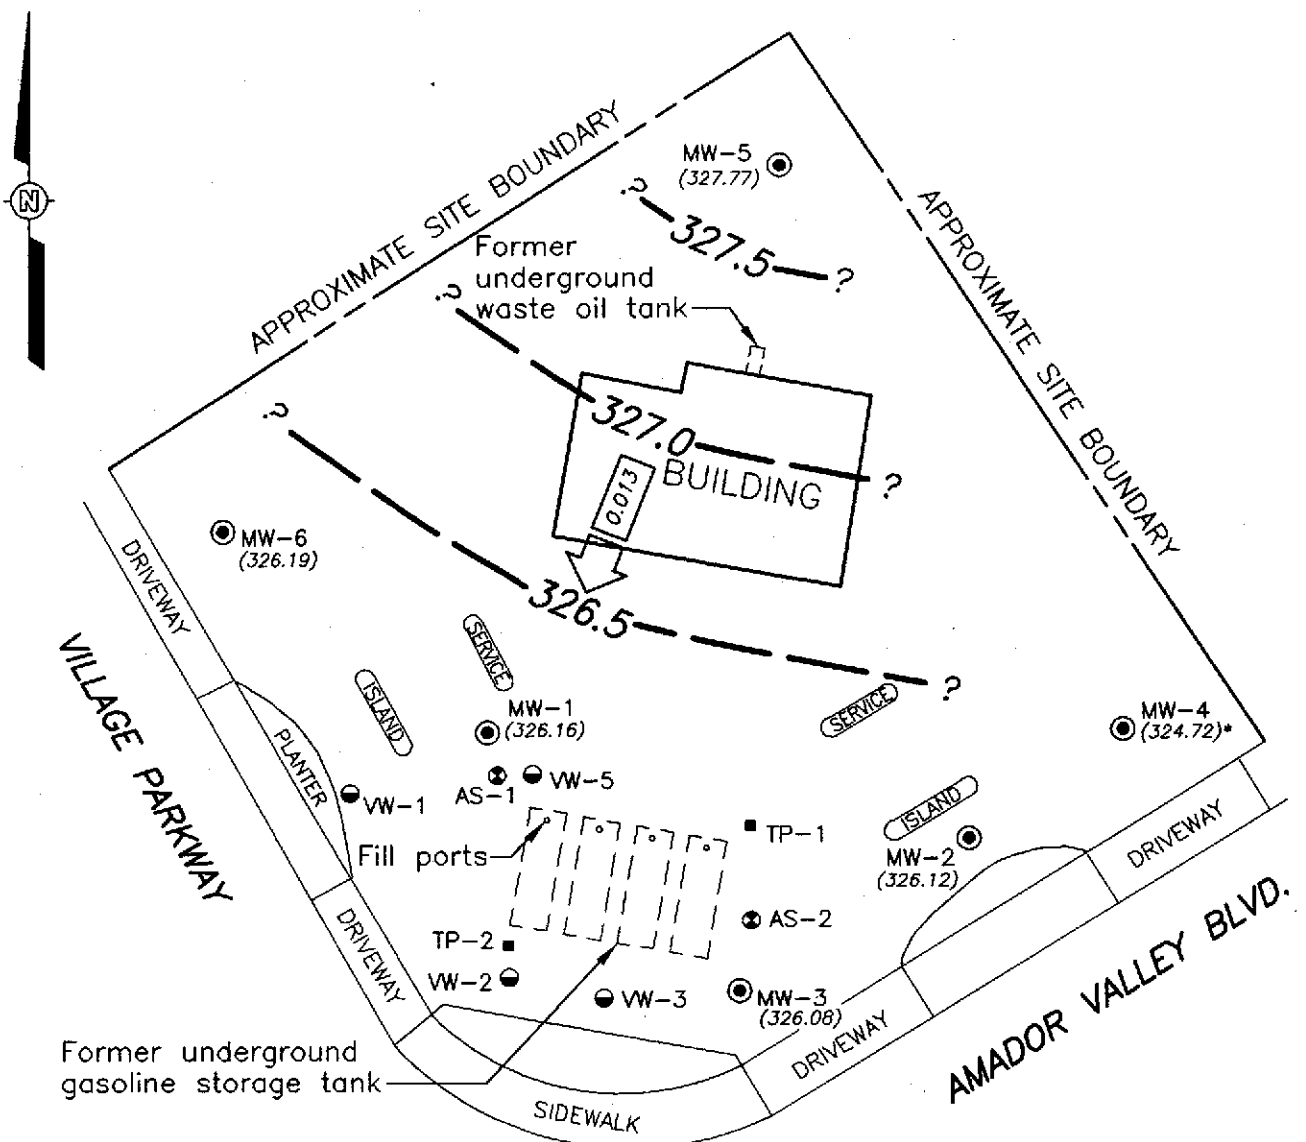 N
APPROXIMATE SITE BOUNDARY
APPROXIMATE SITE BOUNDARY
MW-5
(327.77)
?
327.5
?
Former
underground
waste oil tank
?
327.0
?
BUILDING
0.013
?
326.5
?
MW-6
(326.19)
DRIVEWAY
VILLAGE PARKWAY
SERVICE
ISLAND
MW-1
(326.16)
SERVICE
ISLAND
MW-4
(324.72)*
PLANTER
VW-1
AS-1
VW-5
Fill ports
TP-1
MW-2
(326.12)
DRIVEWAY
AS-2
TP-2
VW-2
VW-3
MW-3
(326.08)
DRIVEWAY
DRIVEWAY
AMADOR VALLEY BLVD.
Former underground
gasoline storage tank
SIDEWALK